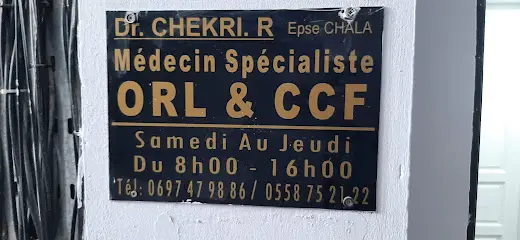 Dr. CHEKRI. R Epse CHALA
Médecin Spécialiste
ORL & CCF
Samedi Au Jeudi
Du 8h00 - 16h00
Tél: 0697 47 98 86 / 0558 75 21 22